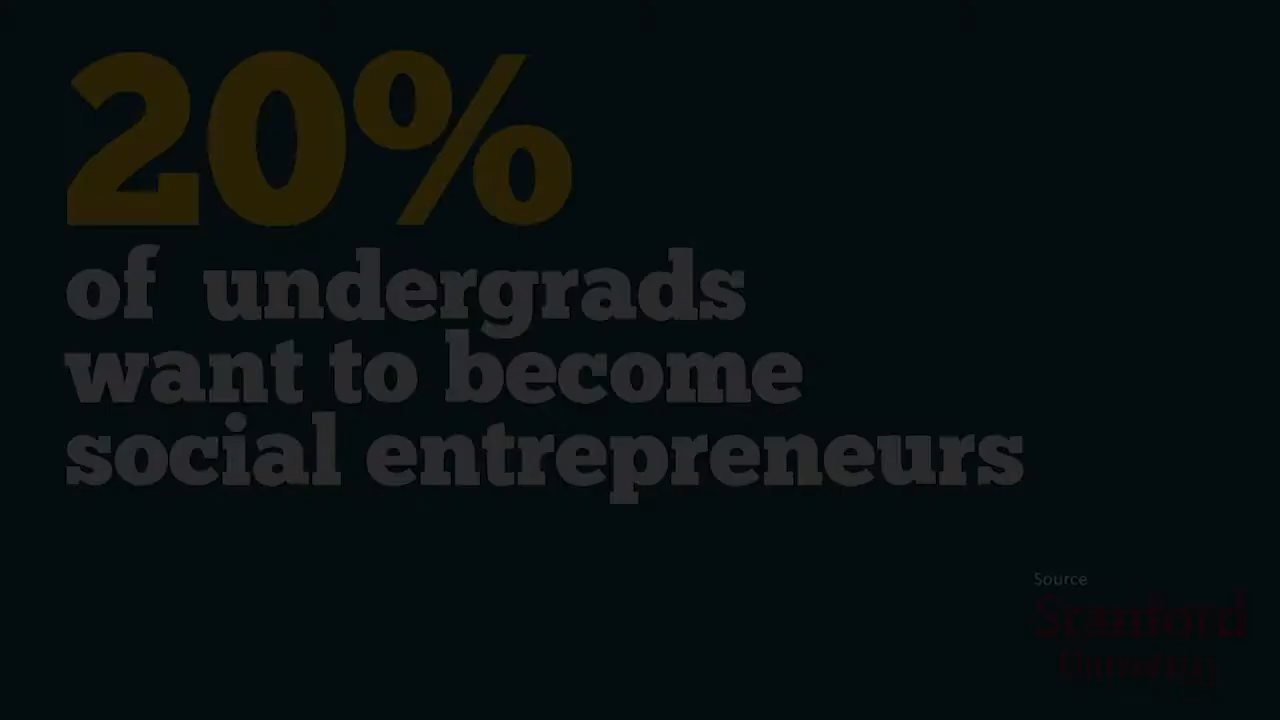 20%
of undergrads
want to become
social entrepreneurs
Source
Stanford
University